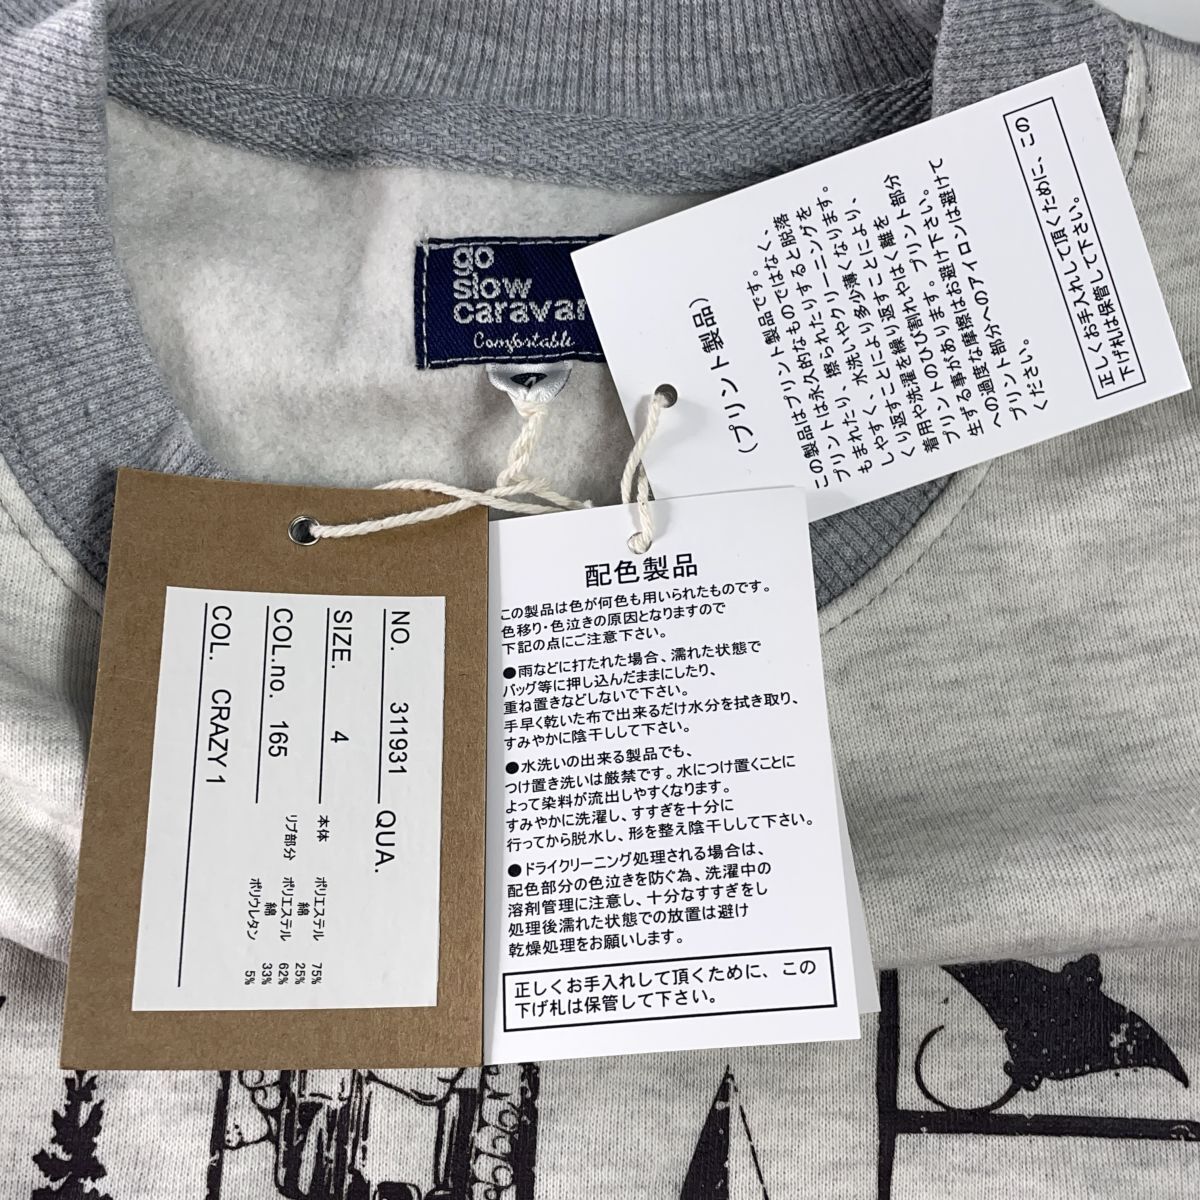 go
slow
caravan
Comfortable
4
(プリント製品)
この製品はプリント製品です。
プリントは永久的なものではなく、
もまれたり、擦られたりすると脱落
しやすく、水洗いやクリーニングを
くり返すことにより多少薄くなります。
着用や洗濯を繰り返すことにより、
プリントのひび割れやはく離を
生ずる事があります。プリント部分
への過度な摩擦はお避け下さい。
プリント部分へのアイロンは避けて
ください。
正しくお手入れして頂くために、この
下げ札は保管して下さい。
配色製品
この製品は色が何色も用いられたものです。
色移り・色泣きの原因となりますので
下記の点にご注意下さい。
●雨などに打たれた場合、濡れた状態で
バッグ等に押し込んだままにしたり、
重ね置きなどしないで下さい。
手早く乾いた布で出来るだけ水分を拭き取り、
すみやかに陰干しして下さい。
●水洗いの出来る製品でも、
つけ置き洗いは厳禁です。水につけ置くことに
よって染料が流出しやすくなります。
すみやかに洗濯し、すすぎを十分に
行ってから脱水し、形を整え陰干しして下さい。
●ドライクリーニング処理される場合は、
配色部分の色泣きを防ぐ為、洗濯中の
溶剤管理に注意し、十分なすすぎをし
処理後濡れた状態での放置は避け
乾燥処理をお願いします。
正しくお手入れして頂くために、この
下げ札は保管して下さい。
NO. 311931 QUA.
SIZE. 4
COL.no. 165
COL. CRAZY 1
本体 ポリエステル 75%
綿 25%
リブ部分 ポリエステル 62%
綿 33%
ポリウレタン 5%